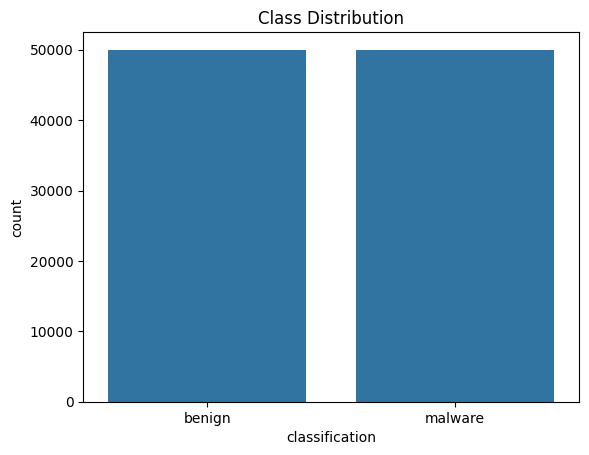 Class Distribution
50000
40000
30000
20000
10000
0
count
benign
malware
classification